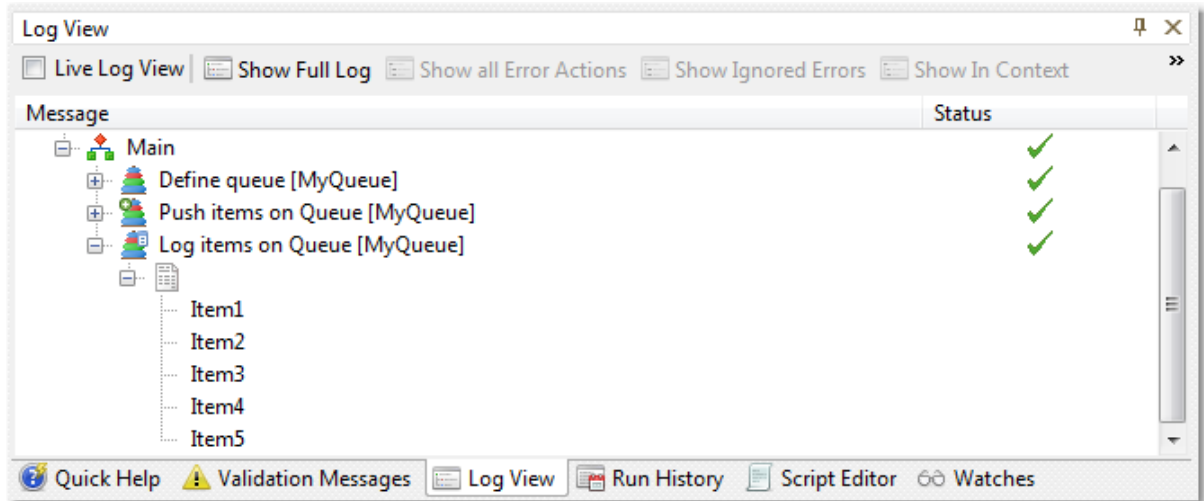 Log View
Live Log View Show Full Log Show all Error Actions Show Ignored Errors Show In Context »
Message Status
Main
Define queue [MyQueue]
Push items on Queue [MyQueue]
Log items on Queue [MyQueue]
Item1
Item2
Item3
Item4
Item5
Quick Help Validation Messages Log View Run History Script Editor Watches